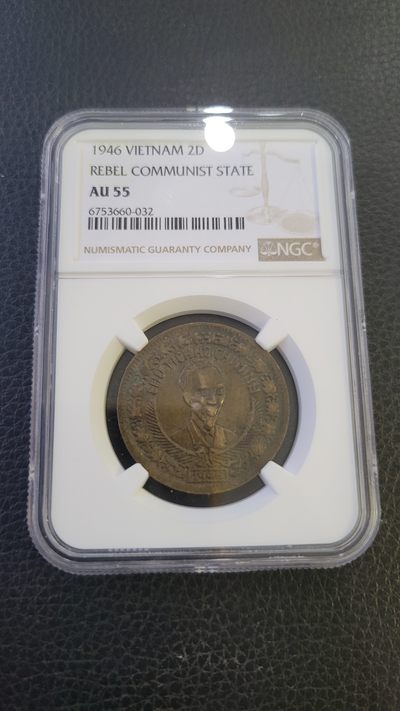 1946 VIETNAM 2D
REBEL COMMUNIST STATE
AU 55
6753660-032
NUMISMATIC GUARANTY COMPANY
NGC